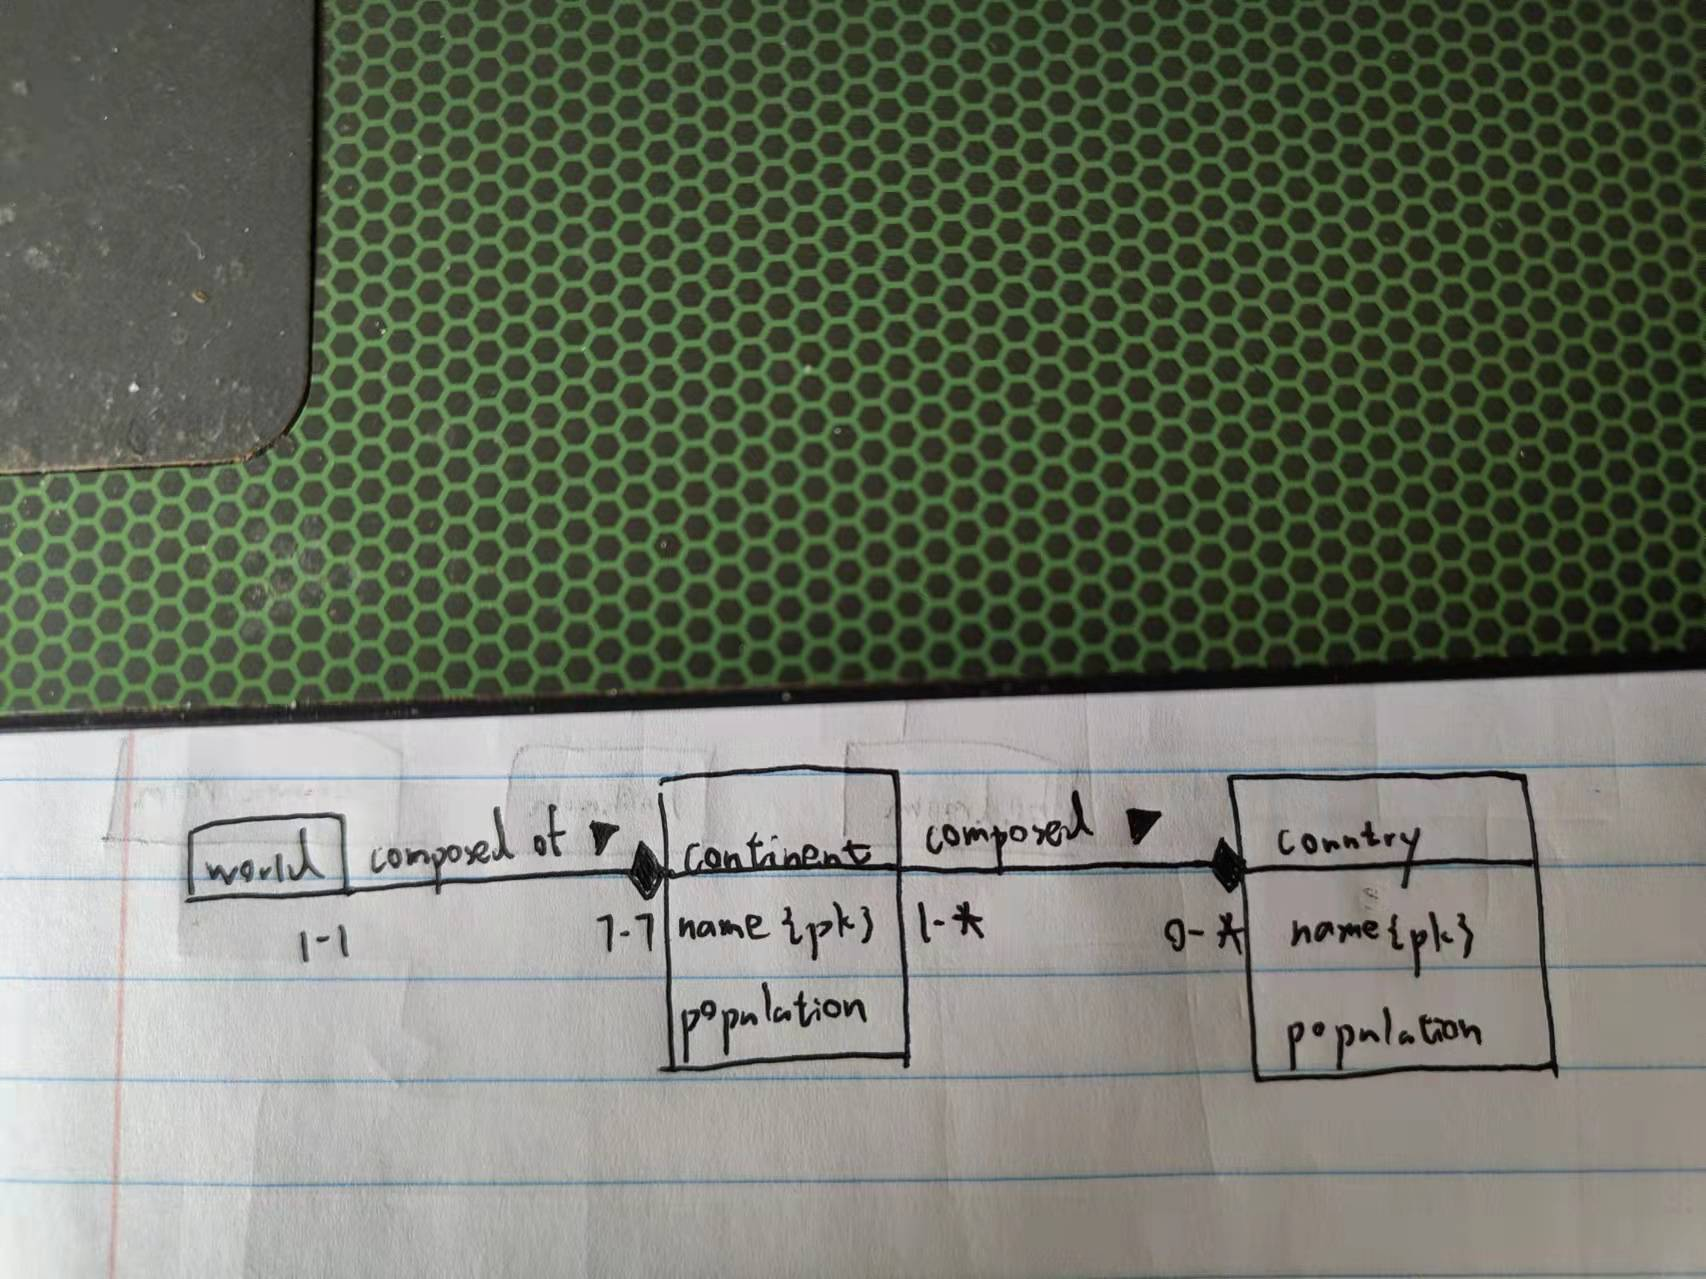 world
composed of
1-1
7-7
continent
name {pk}
population
composed
1-*
0-*
country
name {pk}
population